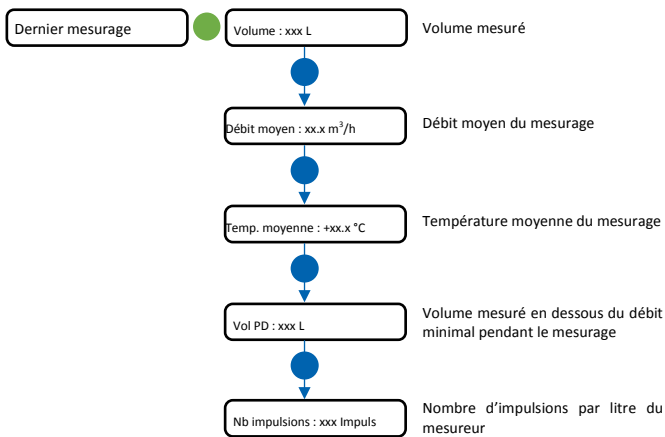 Dernier mesurage
Volume : xxx L
Volume mesuré
Débit moyen : xx.x m³/h
Débit moyen du mesurage
Temp. moyenne : +xx.x °C
Température moyenne du mesurage
Vol PD : xxx L
Volume mesuré en dessous du débit
minimal pendant le mesurage
Nb impulsions : xxx Impuls
Nombre d’impulsions par litre du
mesureur